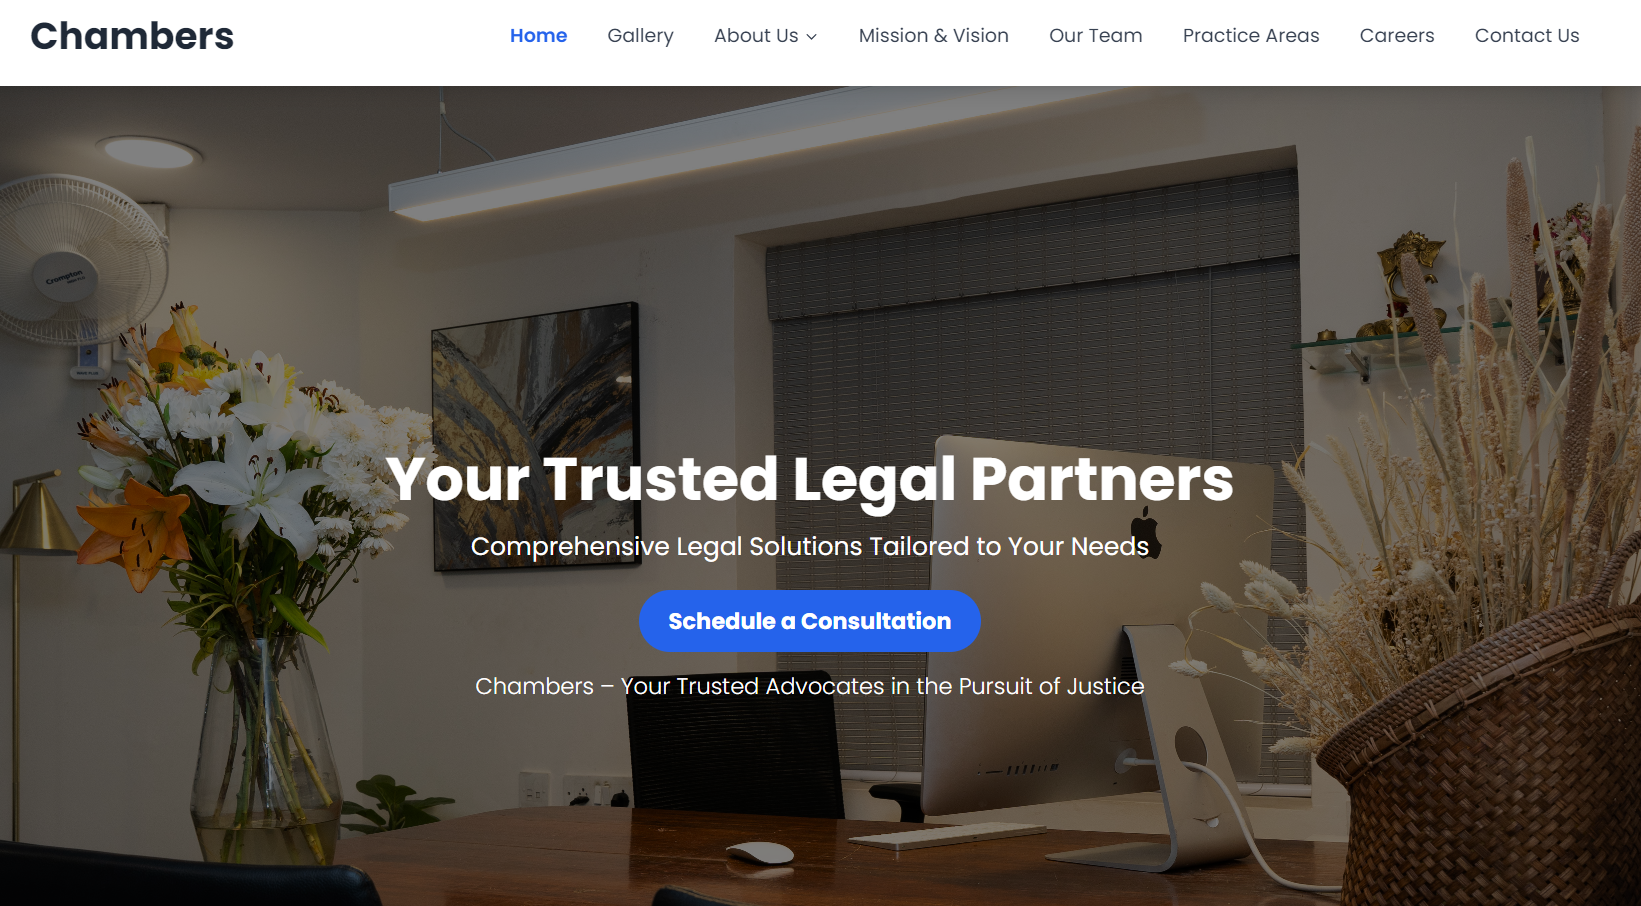 Chambers
Home Gallery About Us Mission & Vision Our Team Practice Areas Careers Contact Us
Crompton
Your Trusted Legal Partners
Comprehensive Legal Solutions Tailored to Your Needs
Schedule a Consultation
Chambers – Your Trusted Advocates in the Pursuit of Justice